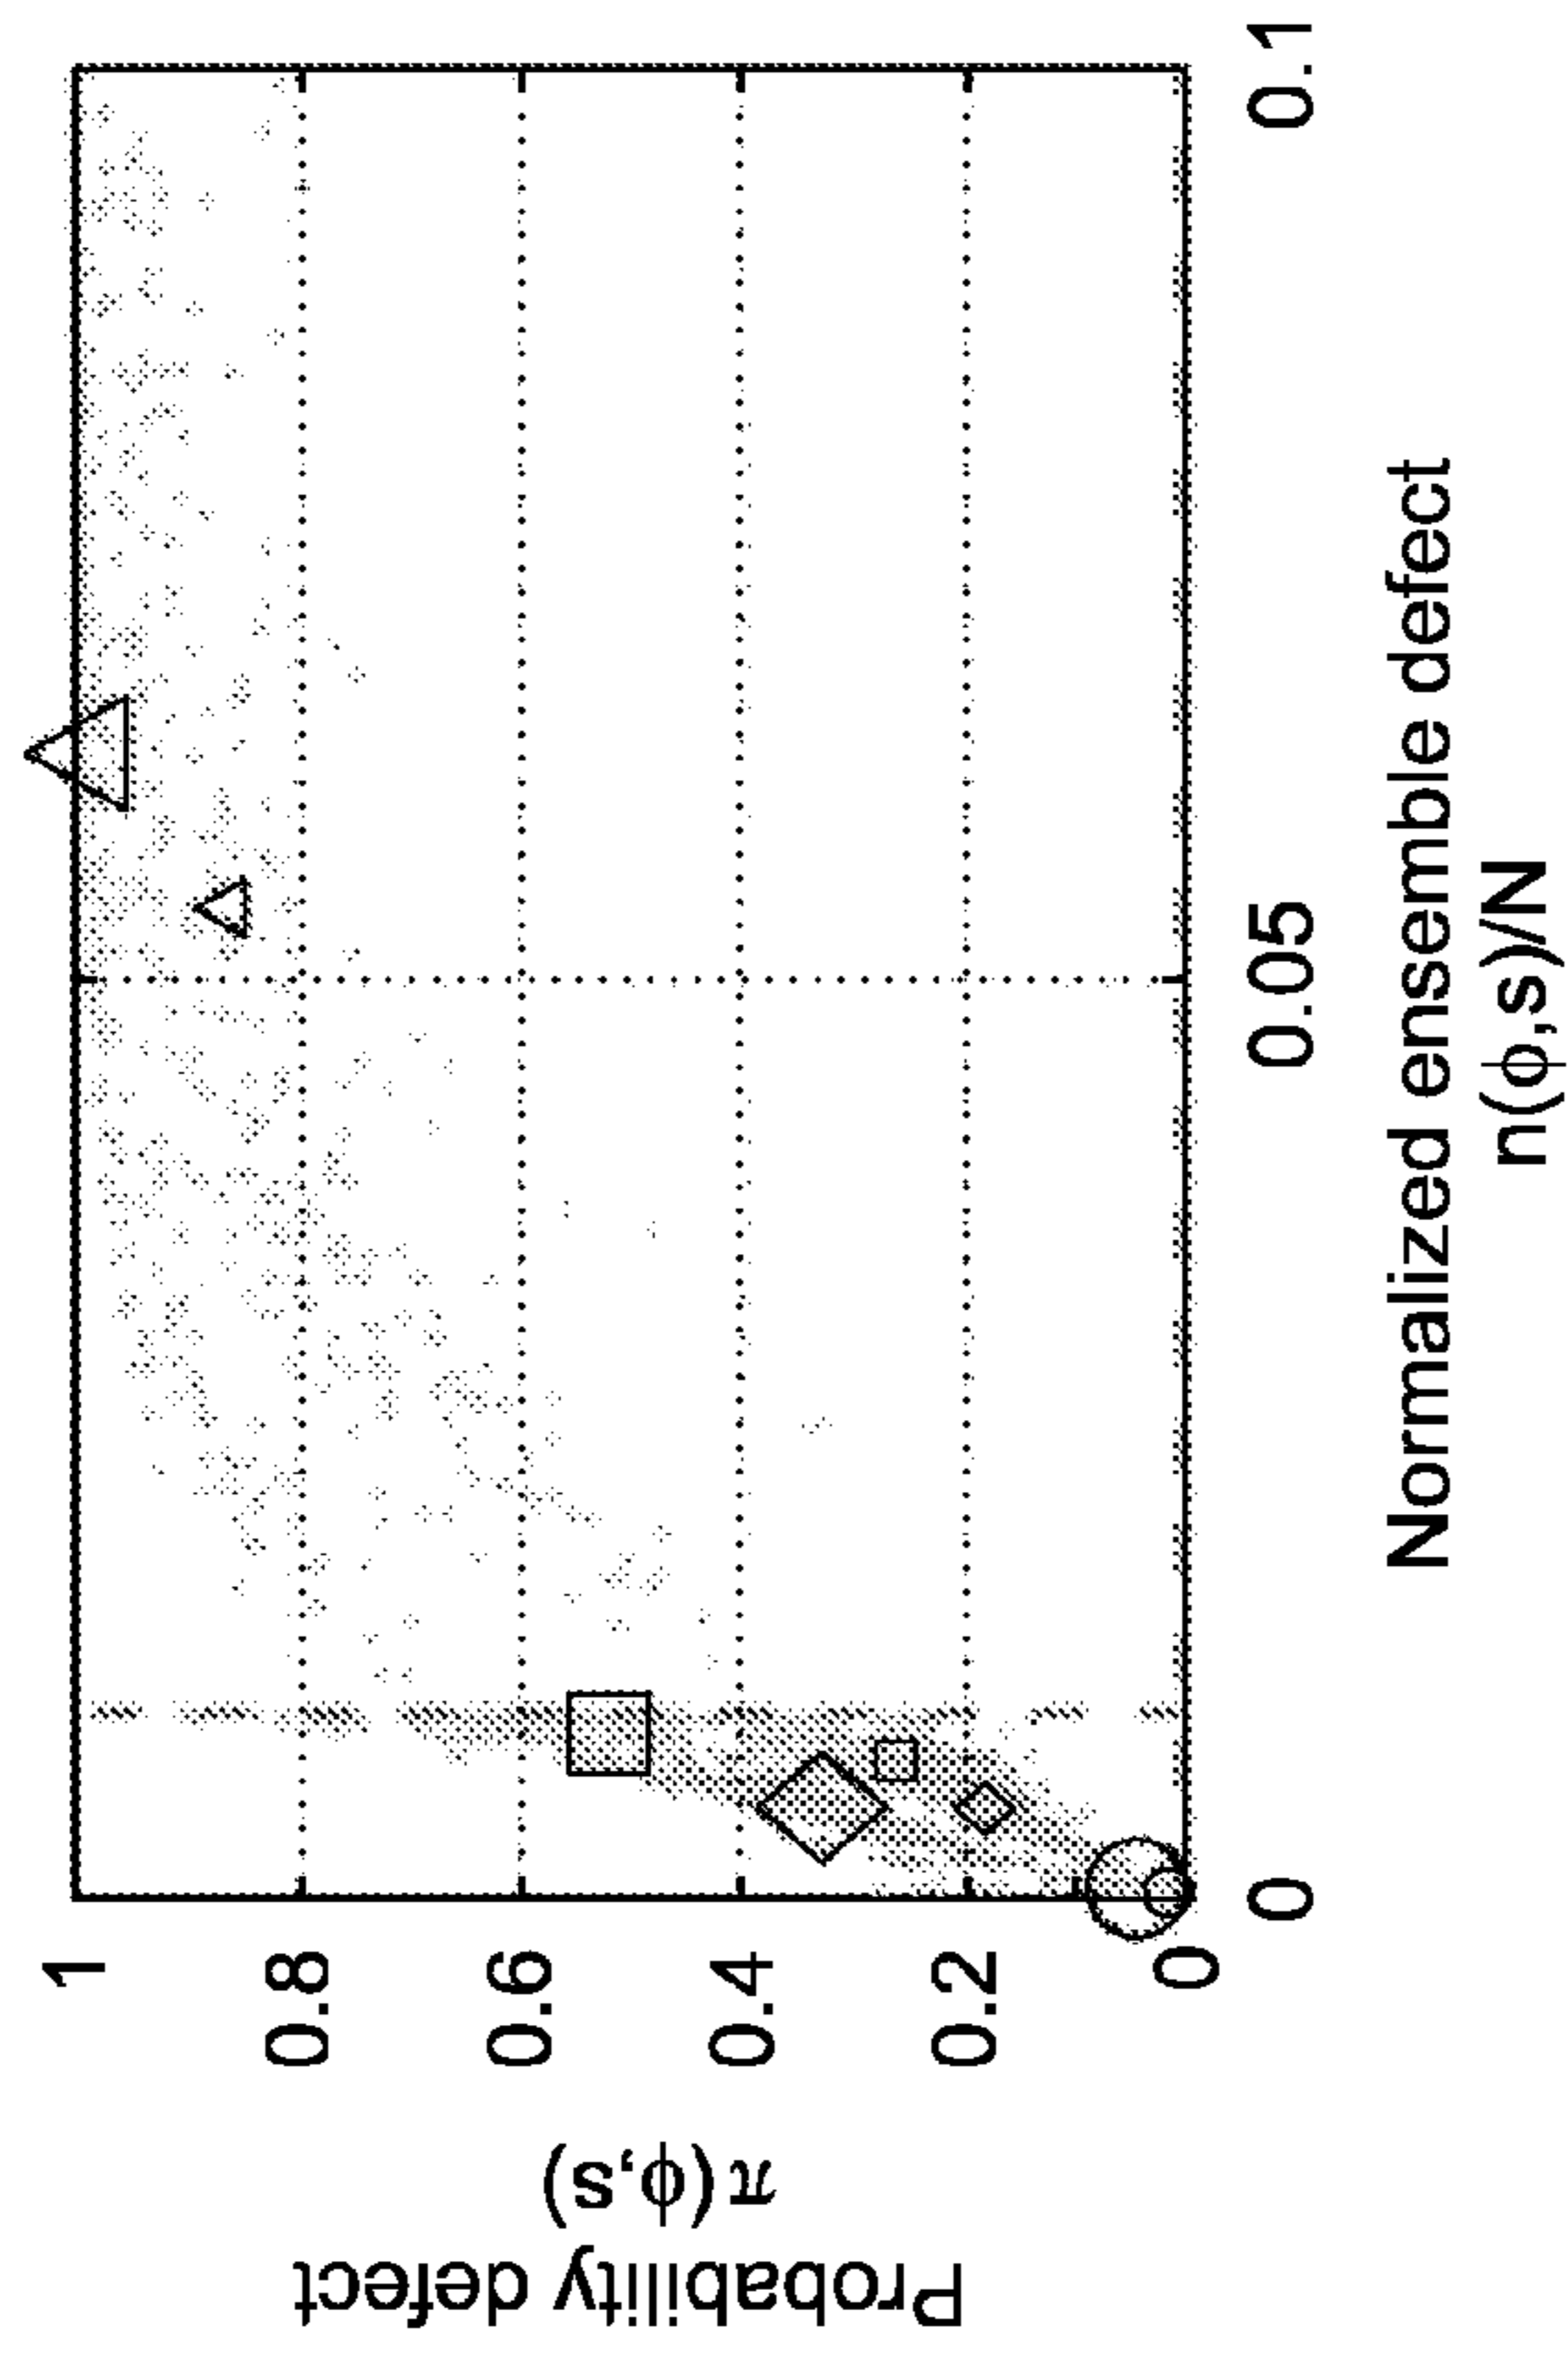 Probability defect
π(ϕ,s)
1
0.8
0.6
0.4
0.2
0
0
0.05
0.1
Normalized ensemble defect
n(ϕ,s)/N